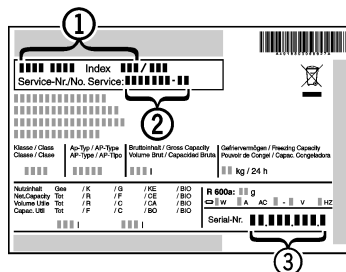 1
Index /
Service-Nr./No. Service: -
2
Klasse / Class
Classe / Clase
Ap-Typ / AP-Type
AP-Type / AP-Tipo
Bruttoinhalt / Gross Capacity
Volume Brut / Capacidad Bruta
Gefriervermögen / Freezing Capacity
Pouvoir de Congel / Capac. Congeladora
l
kg / 24 h
Nutzinhalt Ges / K / G / KE / BIO
Net.Capacity Tot / R / F / CE / BIO
Volume Utile Tot / R / C / CA / BIO
Capac. Util Tot / F / C / BO / BIO
l l
R 600a: g
W A AC - V HZ
Serial-Nr.
3